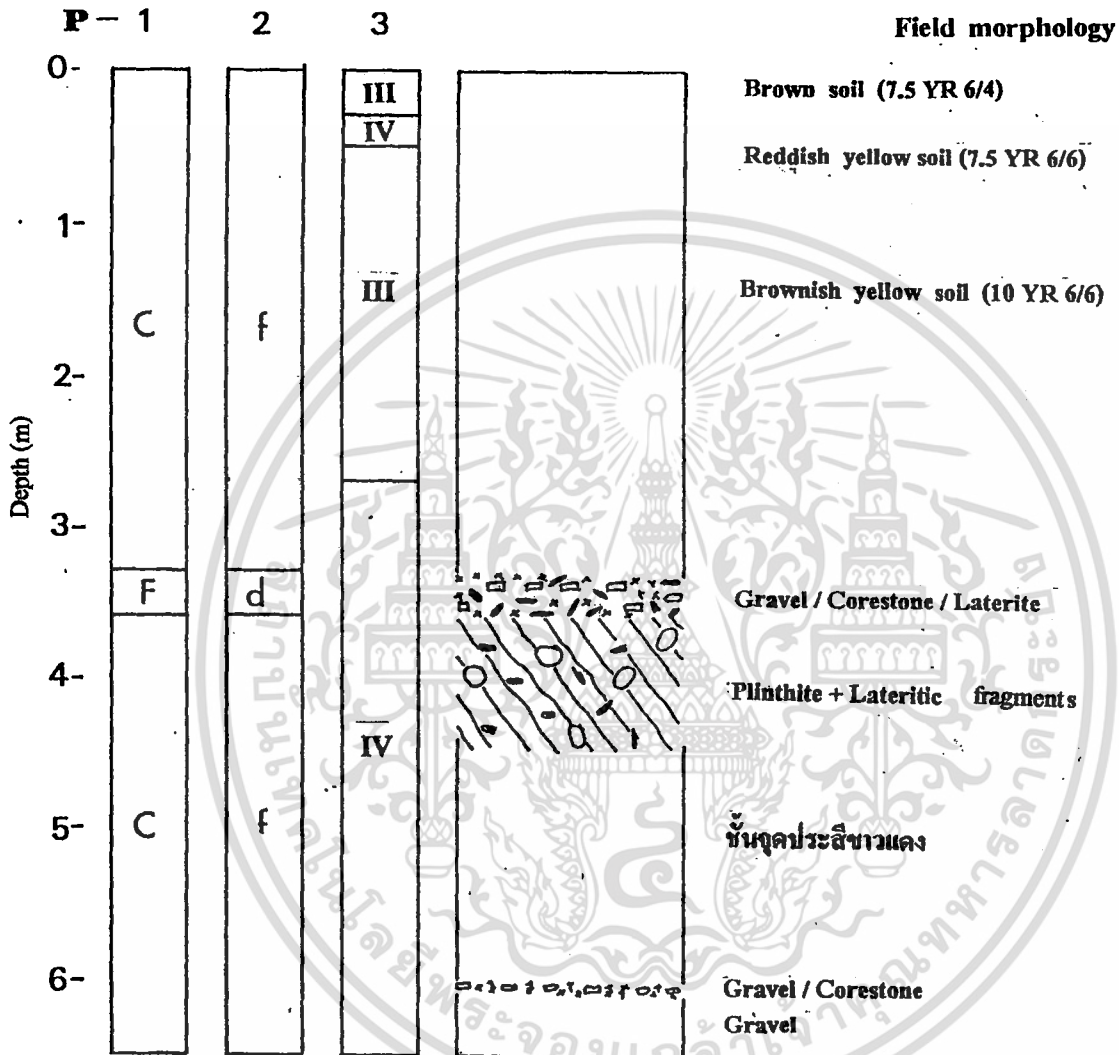 P - 1 2 3 Field morphology
0-
III Brown soil (7.5 YR 6/4)
IV
Reddish yellow soil (7.5 YR 6/6)
1-
III Brownish yellow soil (10 YR 6/6)
C f
2-
Depth (m)
3-
F d Gravel / Corestone / Laterite
4-
Plinthite + Lateritic fragments
IV
5- C f ชั้นจุดประสีขาวแดง
6- Gravel / Corestone
Gravel